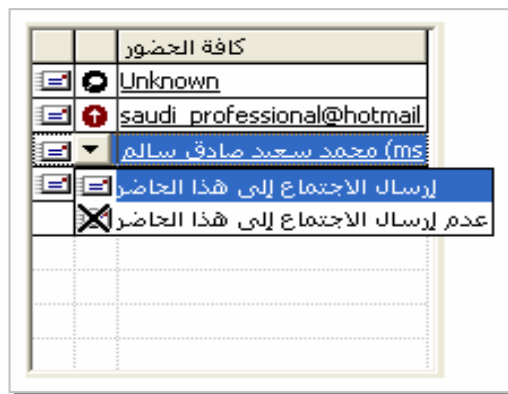 كافة الحضور
Unknown
saudi_professional@hotmail
محمد سعيد صادق سالم (ms
إرسال الاجتماع إلى هذا الحاضر
عدم إرسال الاجتماع إلى هذا الحاضر